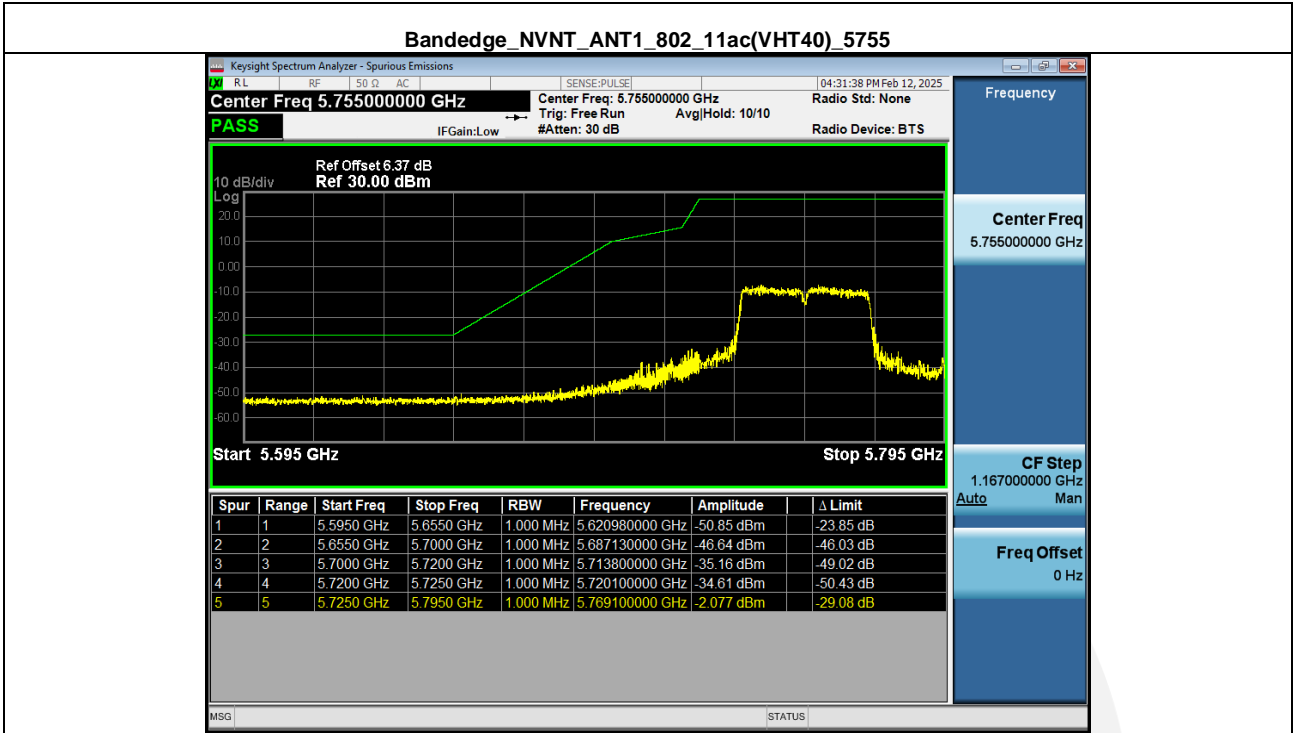 Bandedge_NVNT_ANT1_802_11ac(VHT40)_5755
Keysight Spectrum Analyzer - Spurious Emissions
LXI RL RF 50 Ω AC SENSE:PULSE 04:31:38 PM Feb 12, 2025
Center Freq 5.755000000 GHz Center Freq: 5.755000000 GHz Radio Std: None
Trig: Free Run Avg|Hold: 10/10
PASS IFGain:Low #Atten: 30 dB Radio Device: BTS
Ref Offset 6.37 dB
10 dB/div Ref 30.00 dBm
Log
20.0
10.0
0.00
-10.0
-20.0
-30.0
-40.0
-50.0
-60.0
Start 5.595 GHz Stop 5.795 GHz
Spur Range Start Freq Stop Freq RBW Frequency Amplitude Δ Limit
1 1 5.5950 GHz 5.6550 GHz 1.000 MHz 5.620980000 GHz -50.85 dBm -23.85 dB
2 2 5.6550 GHz 5.7000 GHz 1.000 MHz 5.687130000 GHz -46.64 dBm -46.03 dB
3 3 5.7000 GHz 5.7200 GHz 1.000 MHz 5.713800000 GHz -35.16 dBm -49.02 dB
4 4 5.7200 GHz 5.7250 GHz 1.000 MHz 5.720100000 GHz -34.61 dBm -50.43 dB
5 5 5.7250 GHz 5.7950 GHz 1.000 MHz 5.769100000 GHz -2.077 dBm -29.08 dB
MSG STATUS
Frequency
Center Freq
5.755000000 GHz
CF Step
1.167000000 GHz
Auto Man
Freq Offset
0 Hz